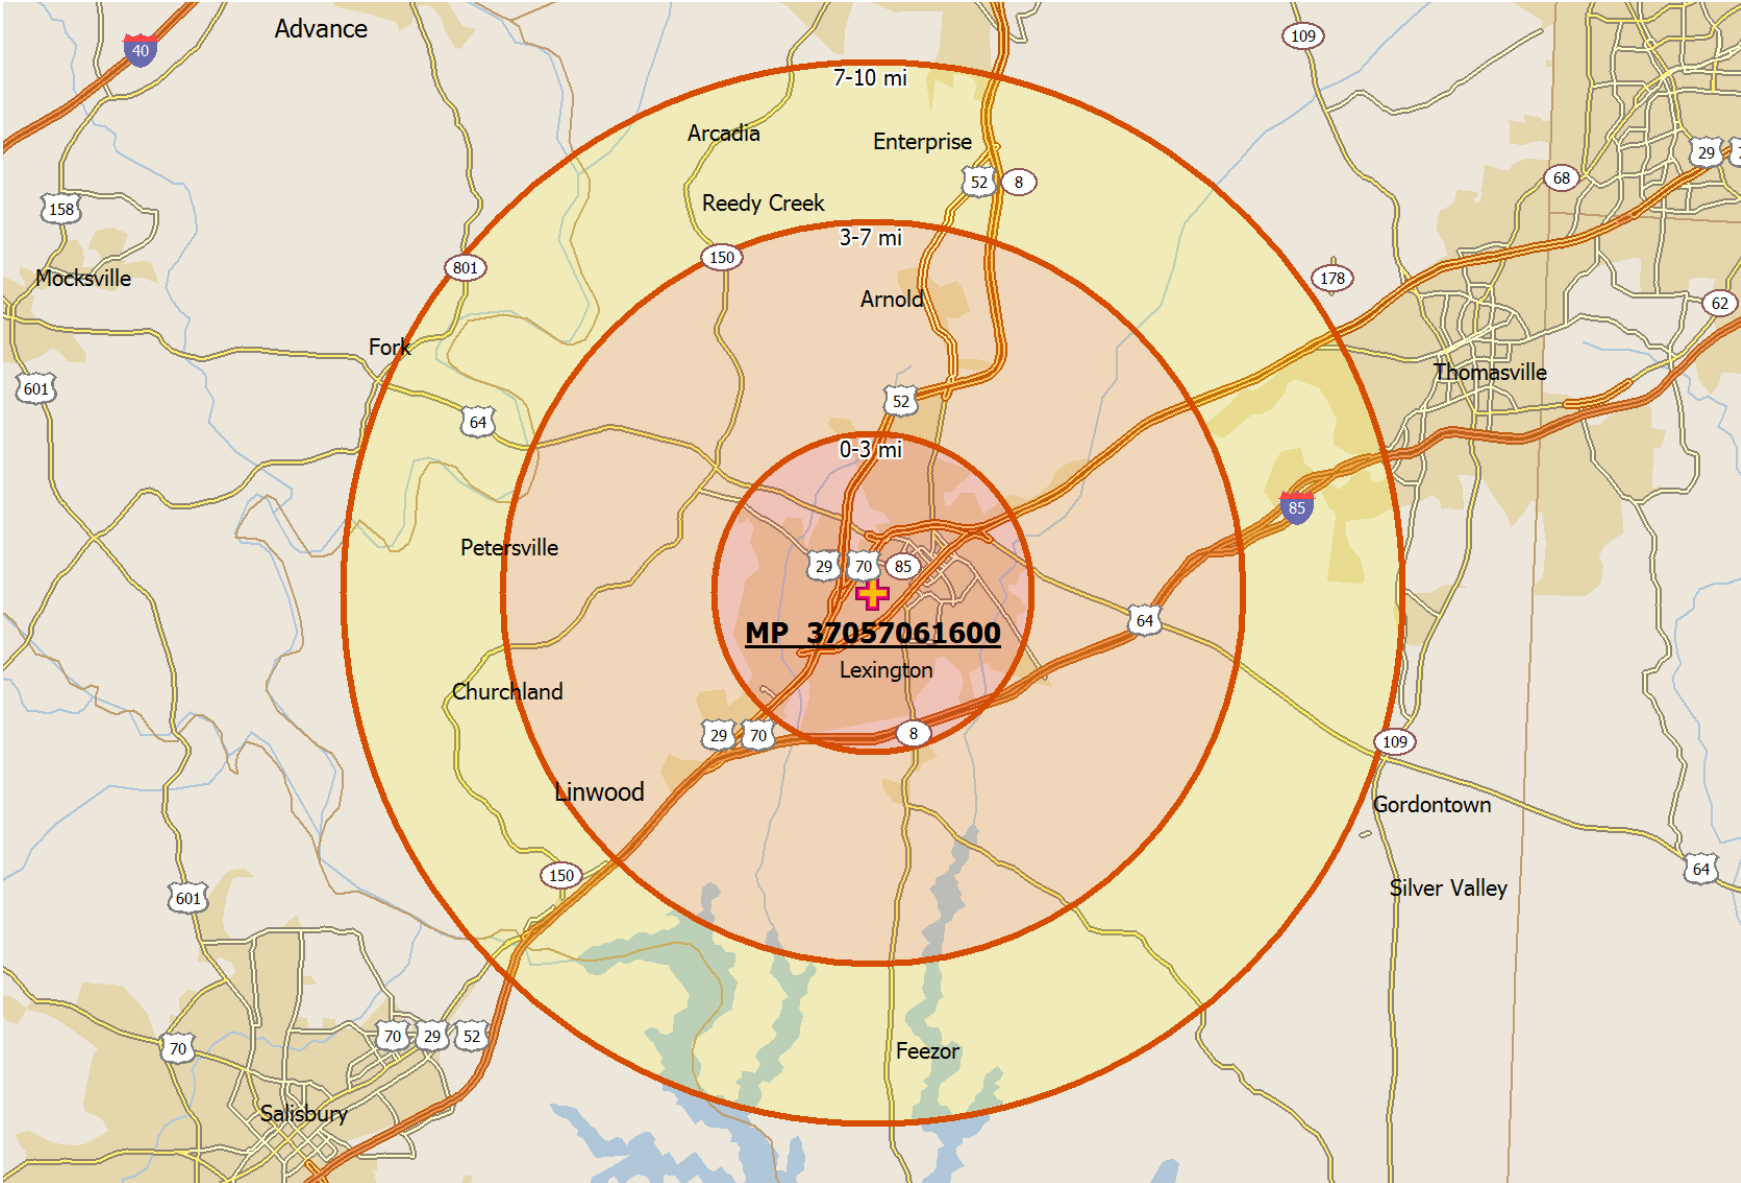 Advance
109
40
7-10 mi
Arcadia
Enterprise
29
7
52
8
68
158
Reedy Creek
3-7 mi
150
801
Mocksville
178
Arnold
62
Fork
Thomasville
601
52
64
0-3 mi
85
Petersville
29
70
85
64
MP_37057061600
Lexington
Churchland
29
70
8
109
Linwood
Gordontown
150
64
Silver Valley
601
70
29
52
70
Feezor
Salisbury